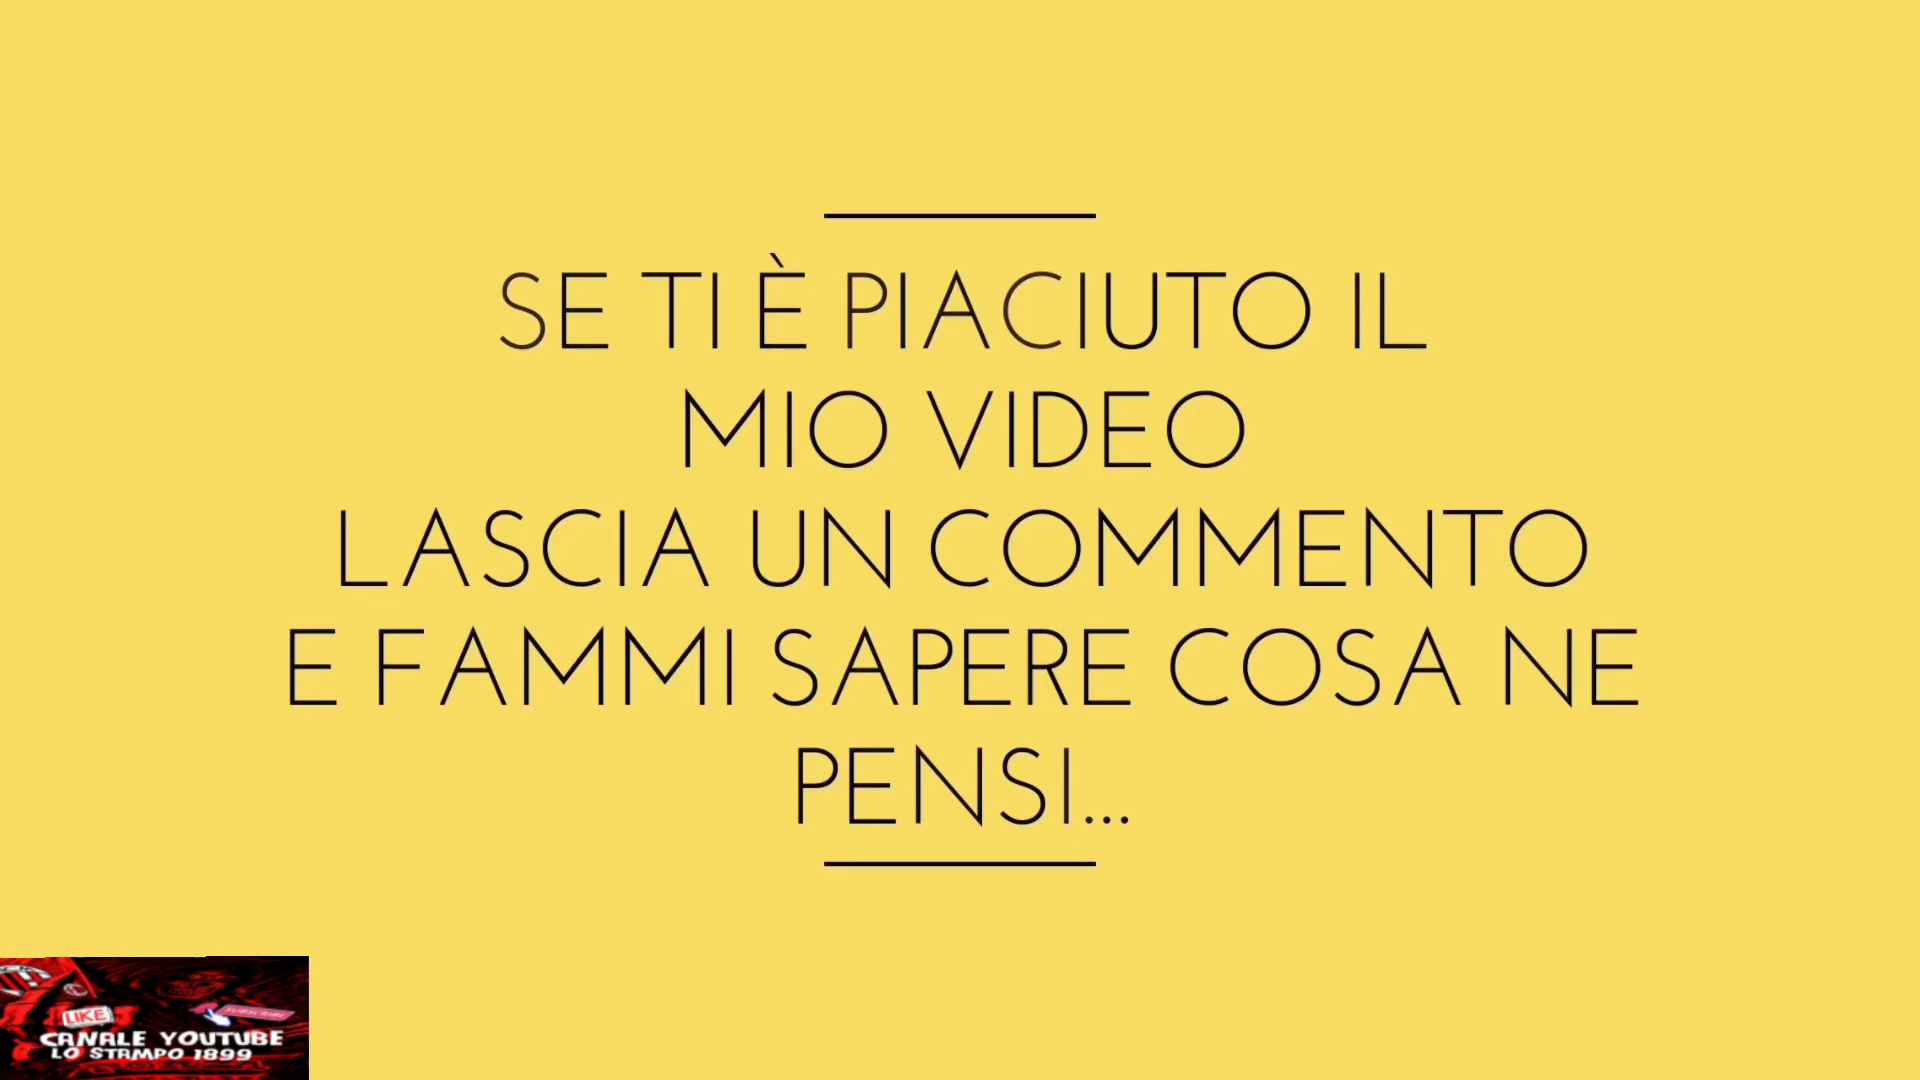 SE TI È PIACIUTO IL
MIO VIDEO
LASCIA UN COMMENTO
E FAMMI SAPERE COSA NE
PENSI...
LIKE
SUBSCRIBE
CANALE YOUTUBE
LO STAMPO 1899